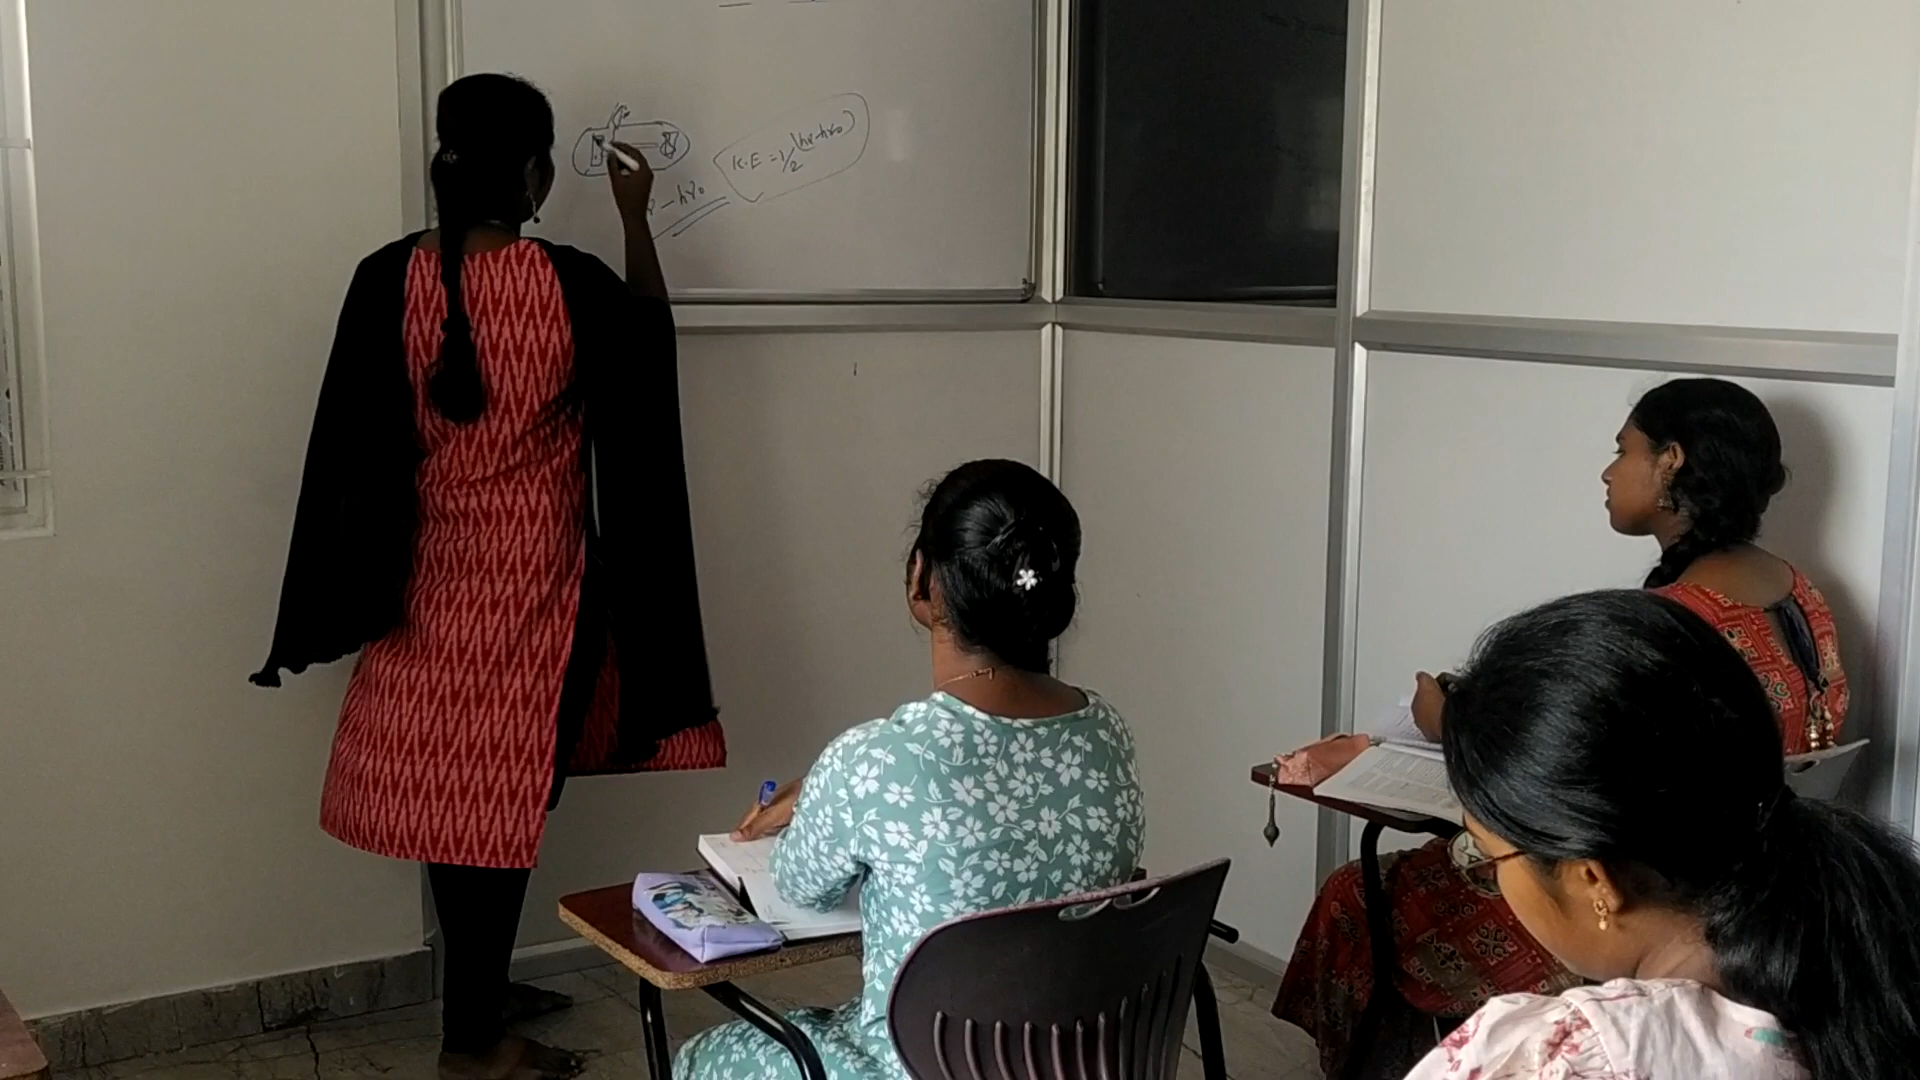 K.E = 1/2 (hν-hν₀)
ν - hν₀